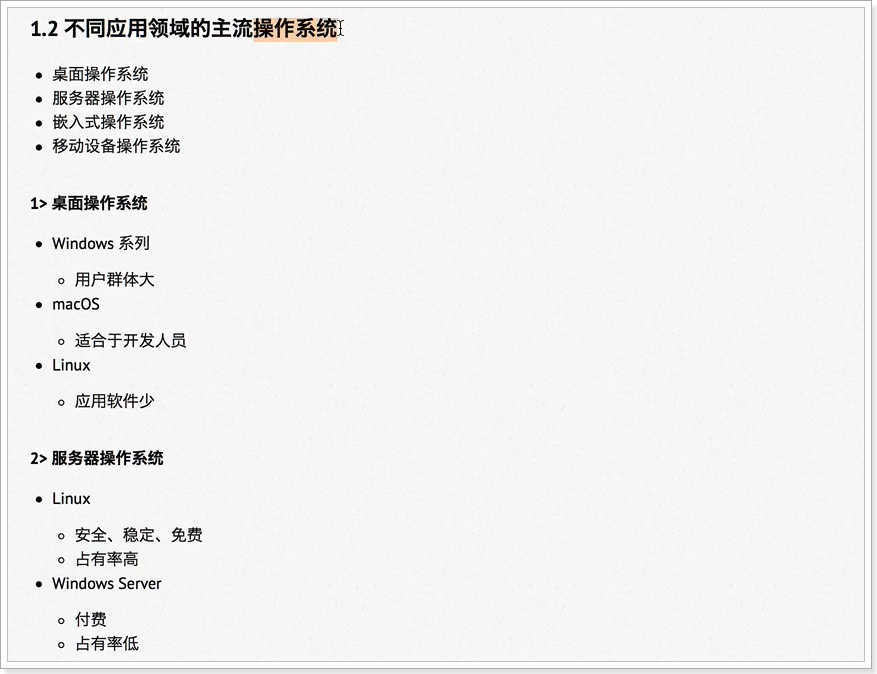 1.2 不同应用领域的主流操作系统
桌面操作系统
服务器操作系统
嵌入式操作系统
移动设备操作系统
1> 桌面操作系统
Windows 系列
用户群体大
macOS
适合于开发人员
Linux
应用软件少
2> 服务器操作系统
Linux
安全、稳定、免费
占有率高
Windows Server
付费
占有率低